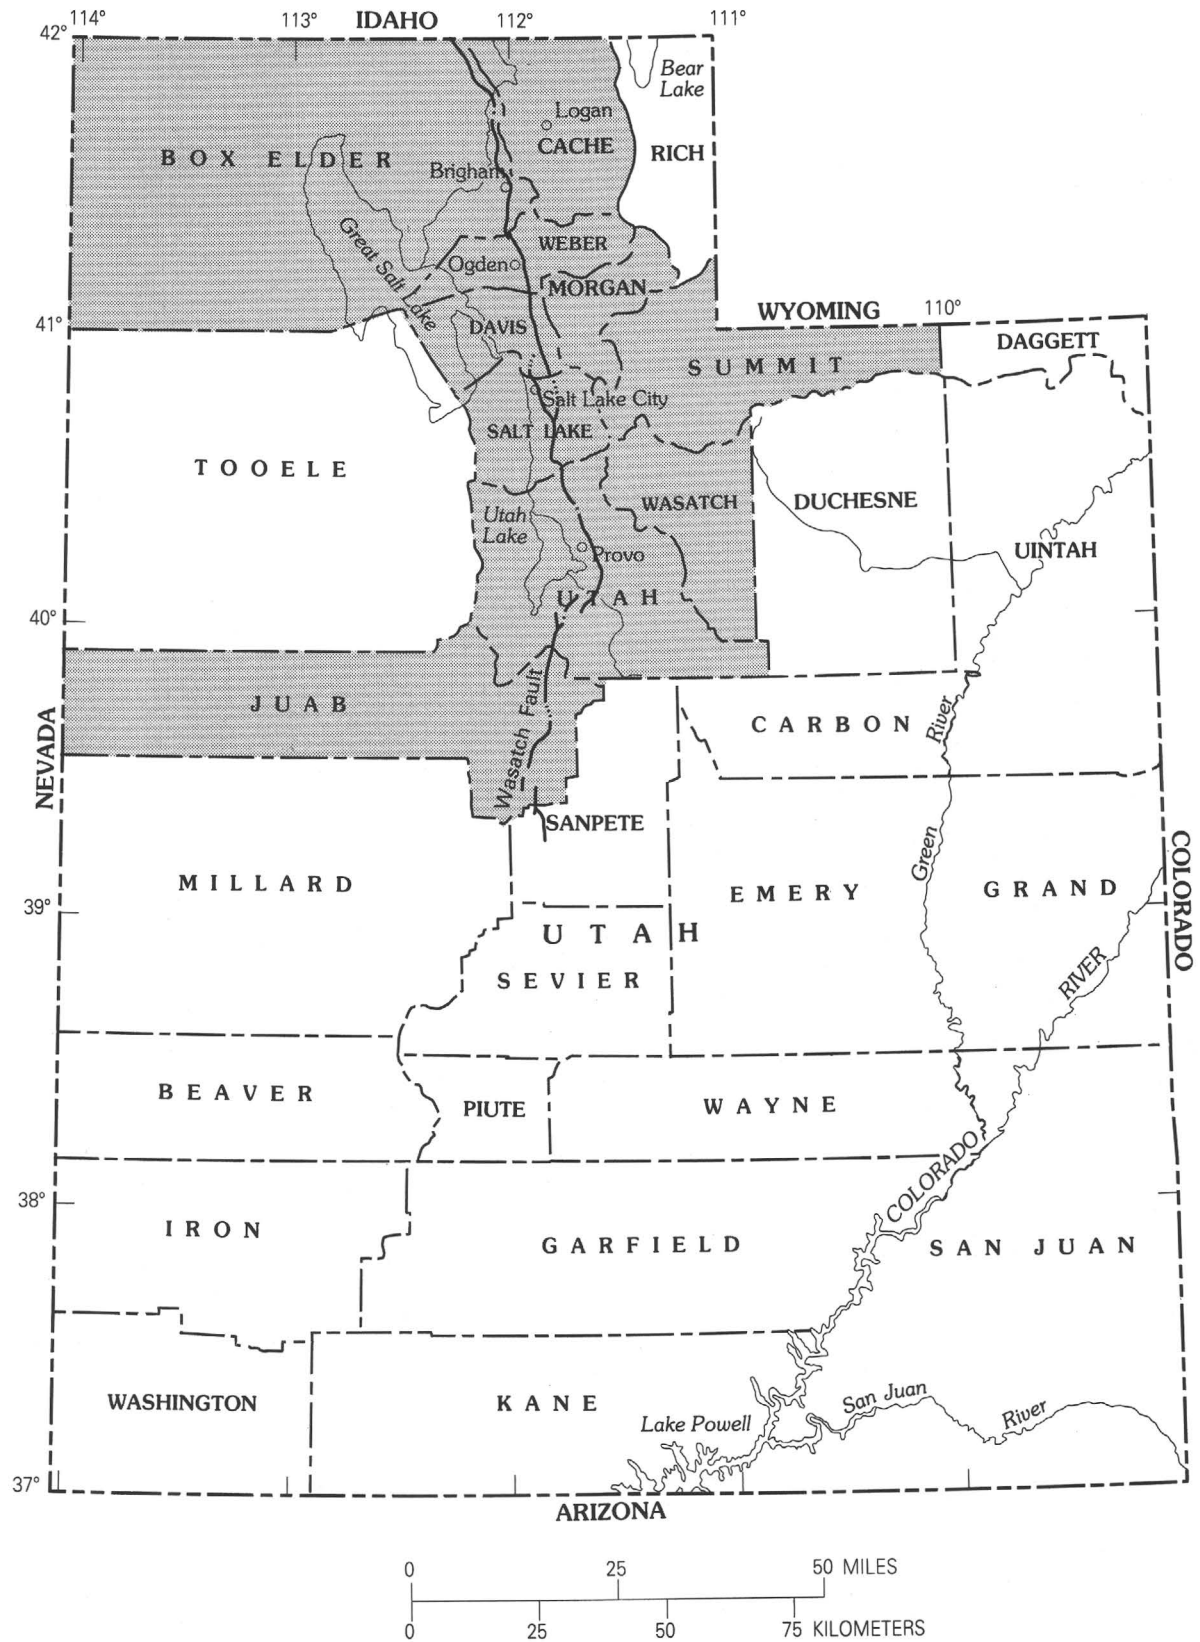 114°
113°
IDAHO
112°
111°
42°
Bear
Lake
Logan
CACHE
BOX ELDER
RICH
Brigham
Great Salt Lake
WEBER
Ogden
MORGAN
41°
DAVIS
WYOMING
110°
DAGGETT
SUMMIT
Salt Lake City
SALT LAKE
TOOELE
WASATCH
DUCHESNE
Utah
Lake
Provo
UINTAH
UTAH
40°
JUAB
Wasatch Fault
CARBON
River
NEVADA
SANPETE
Green
MILLARD
EMERY
GRAND
COLORADO
39°
UTAH
SEVIER
RIVER
BEAVER
PIUTE
WAYNE
COLORADO
38°
IRON
GARFIELD
SAN JUAN
WASHINGTON
KANE
San Juan
River
Lake Powell
37°
ARIZONA
0 25 50 MILES
0 25 50 75 KILOMETERS